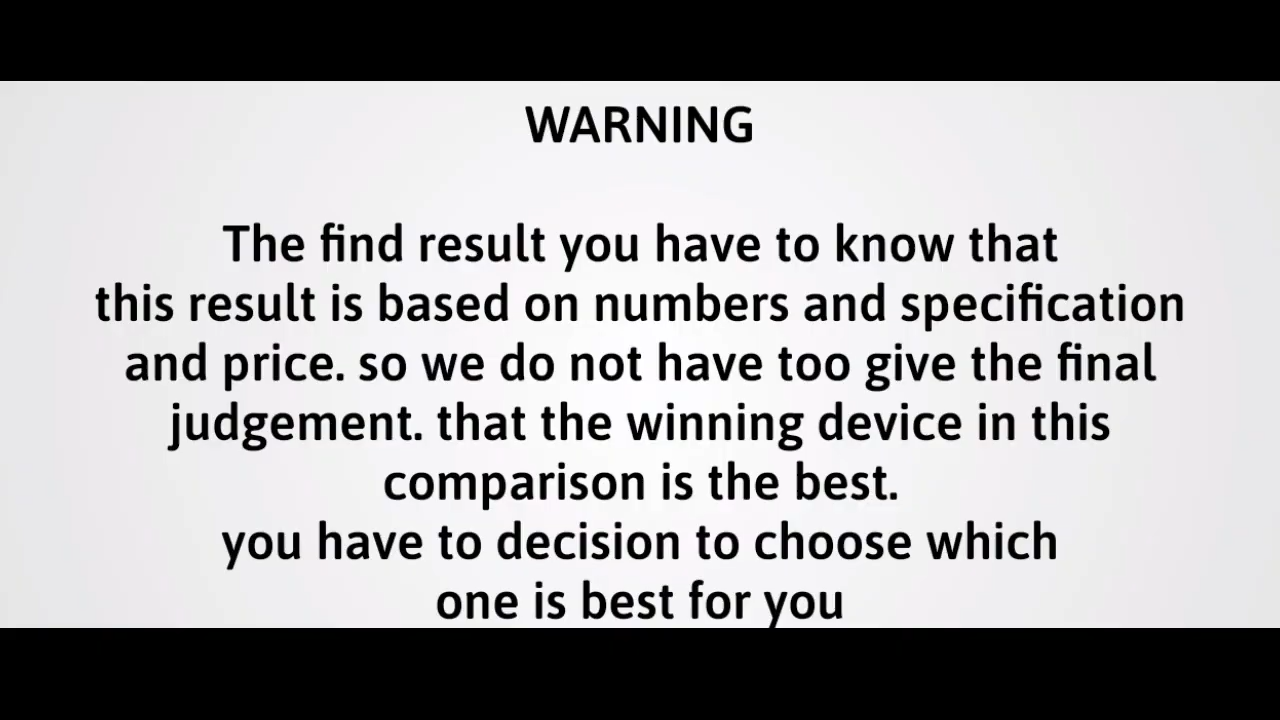 WARNING
The find result you have to know that
this result is based on numbers and specification
and price. so we do not have too give the final
judgement. that the winning device in this
comparison is the best.
you have to decision to choose which
one is best for you